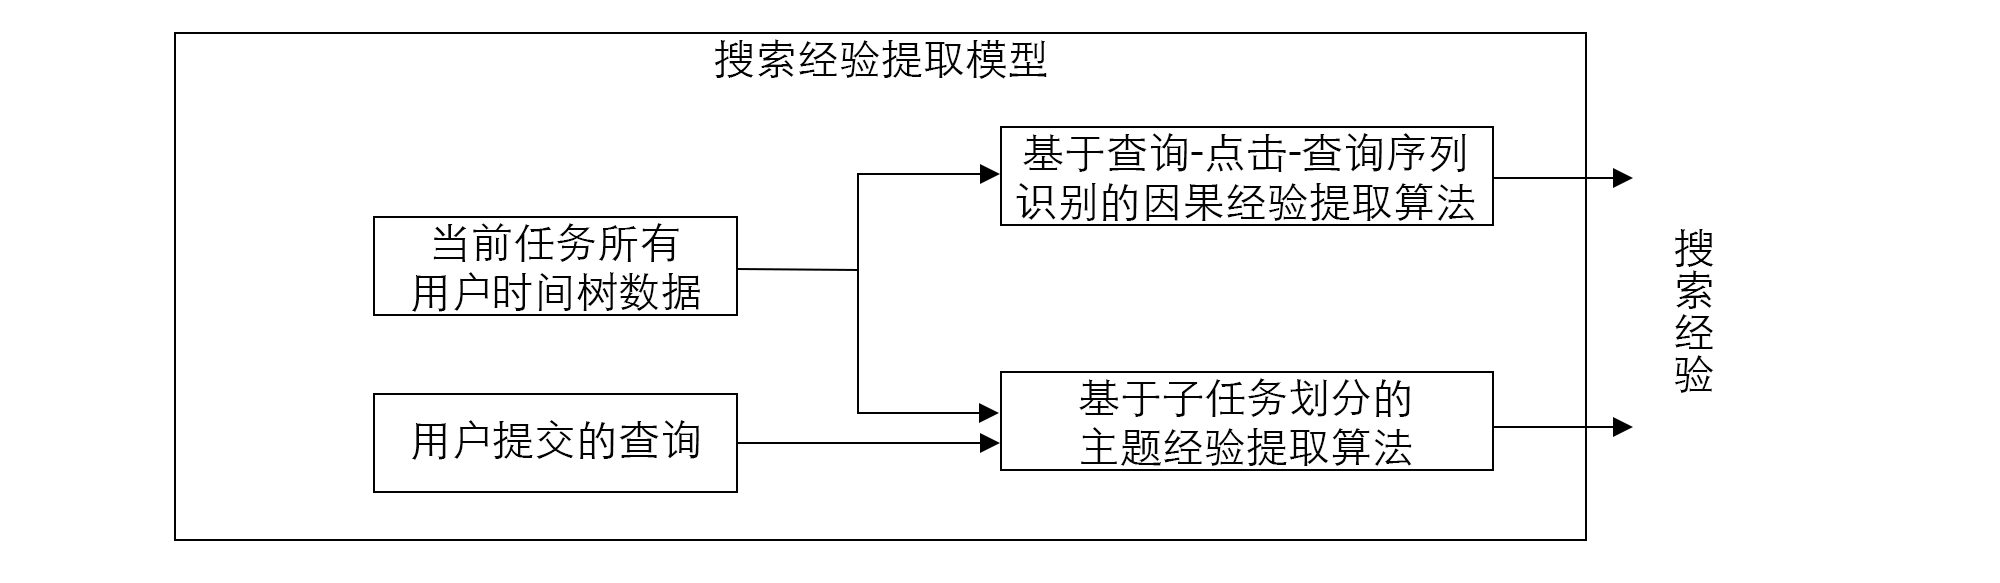 搜索经验提取模型
基于查询-点击-查询序列
识别的因果经验提取算法
当前任务所有
用户时间树数据
用户提交的查询
基于子任务划分的
主题经验提取算法
搜索经验